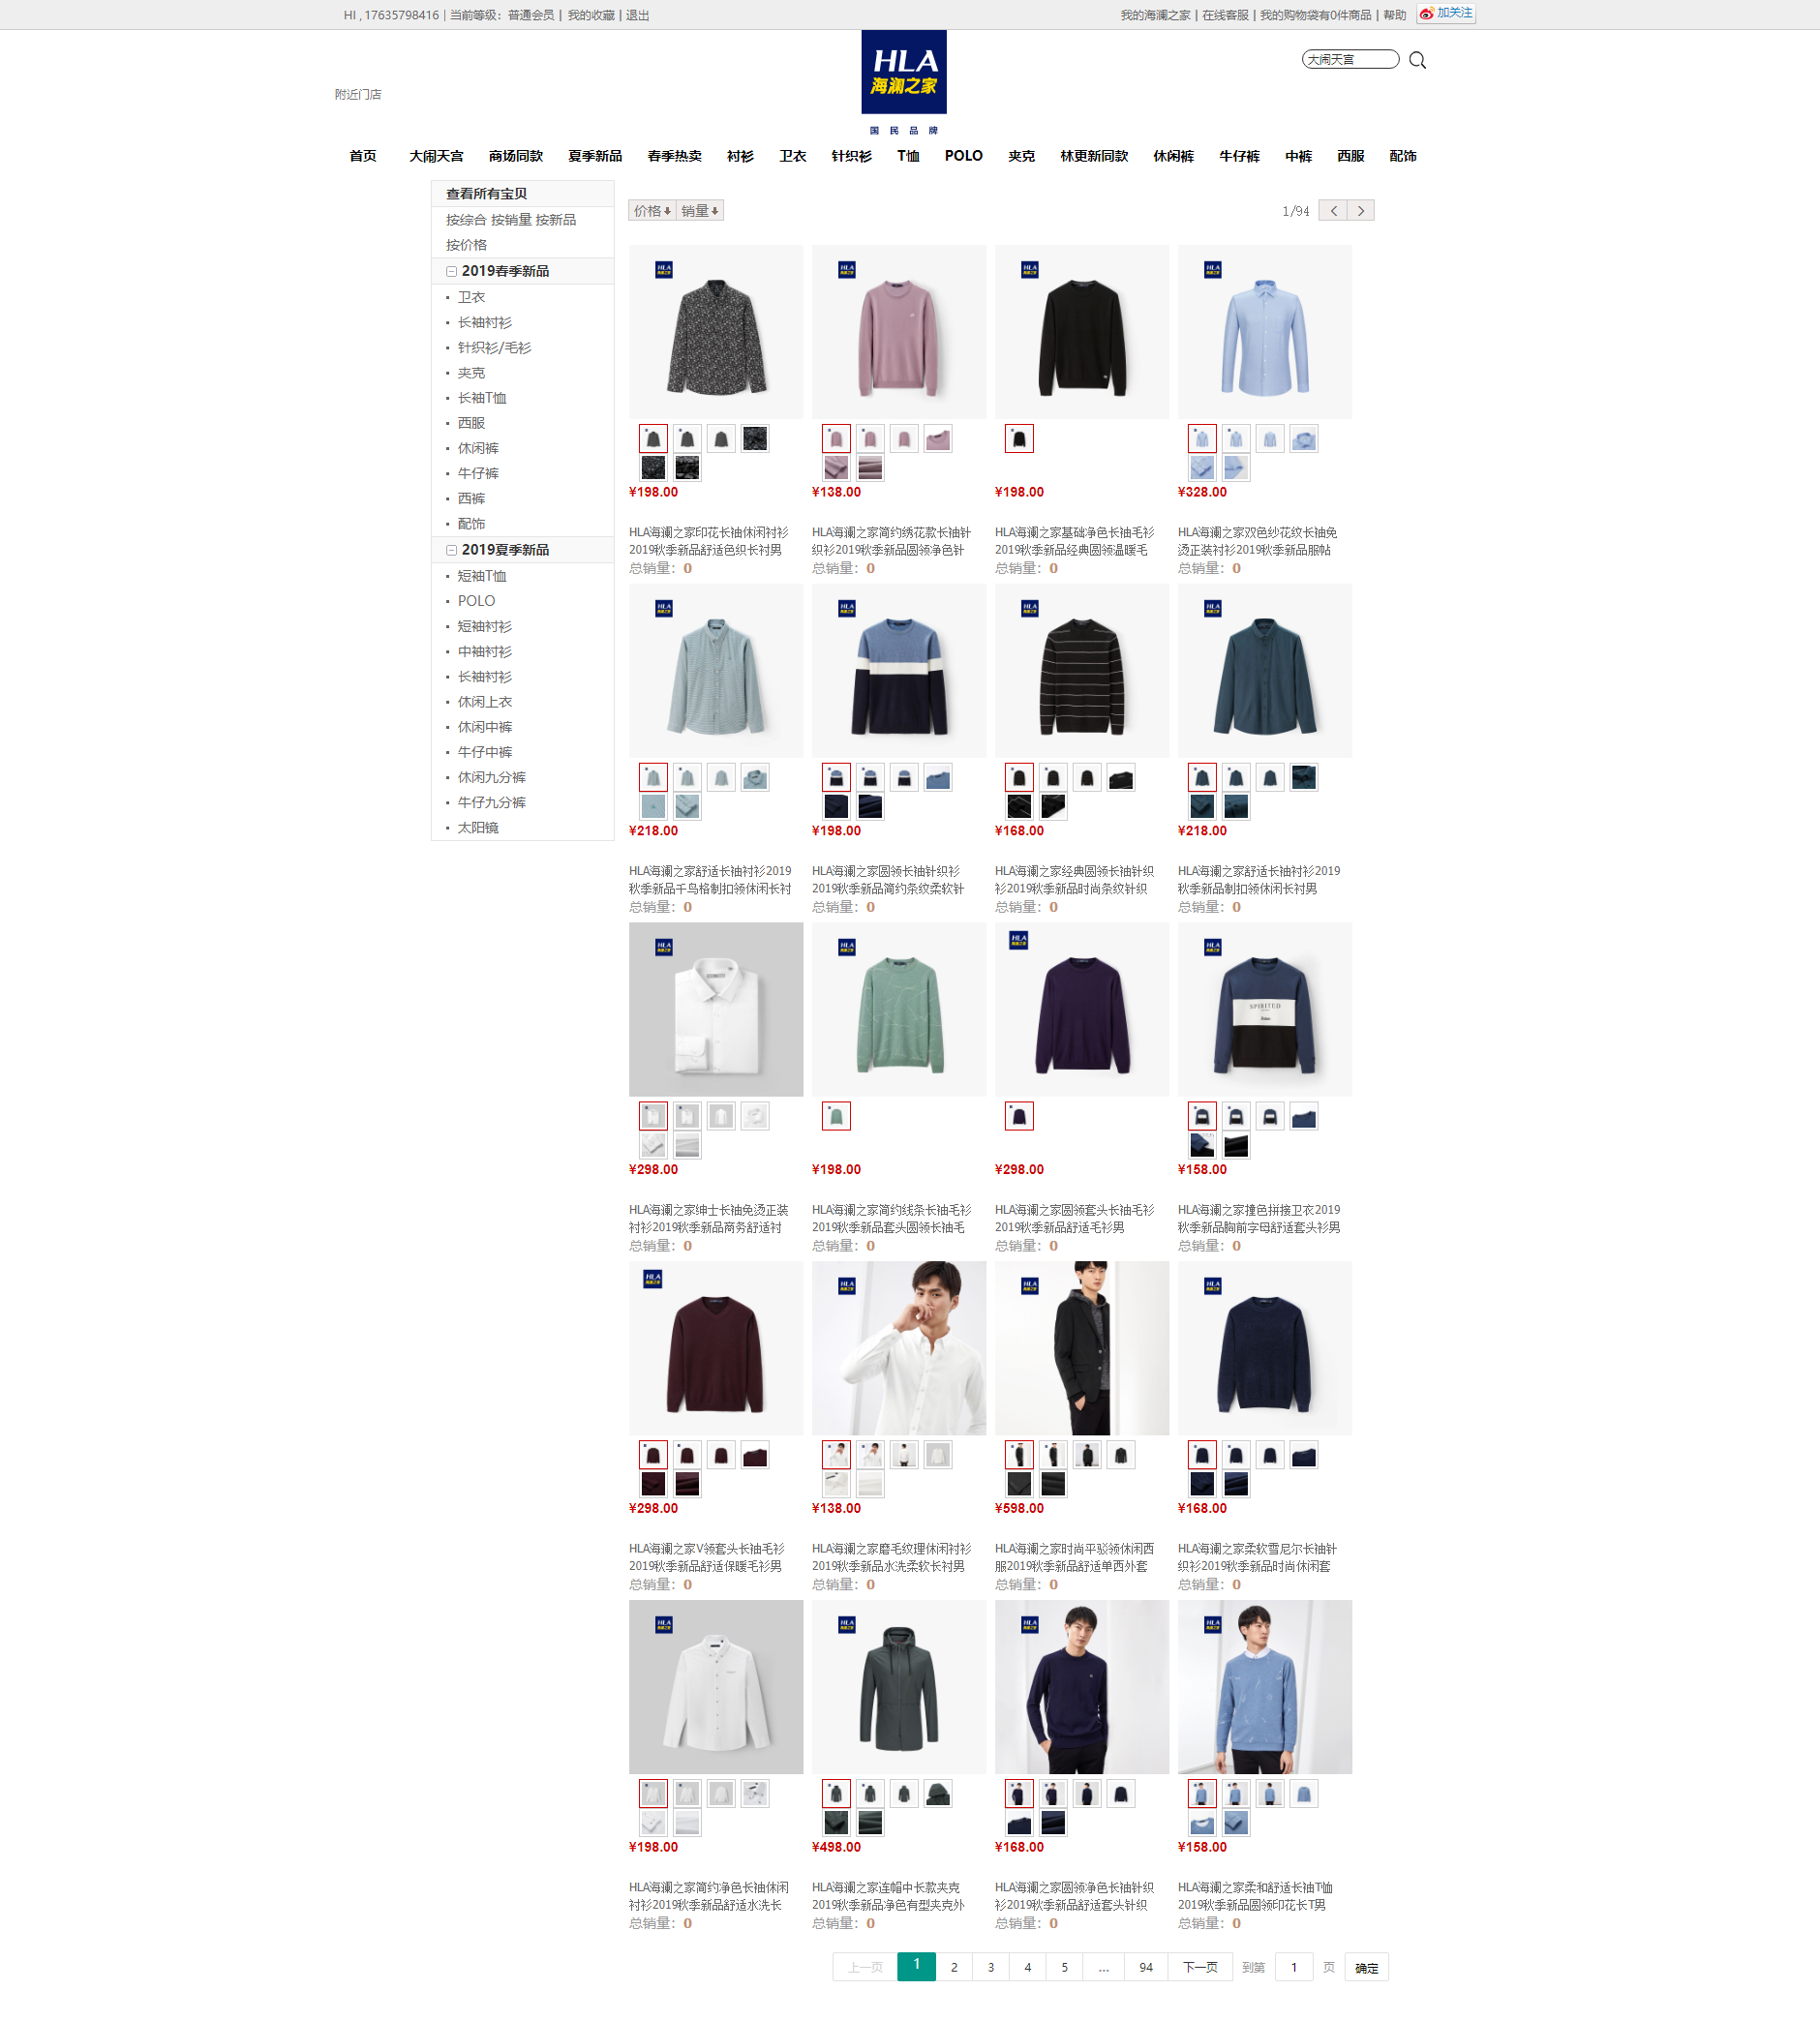 HI , 17635798416 | 当前等级：普通会员 | 我的收藏 | 退出
我的海澜之家 | 在线客服 | 我的购物袋有0件商品 | 帮助
加关注
HLA
海澜之家
国民品牌
大闹天宫
附近门店
首页 大闹天宫 商场同款 夏季新品 春季热卖 衬衫 卫衣 针织衫 T恤 POLO 夹克 林更新同款 休闲裤 牛仔裤 中裤 西服 配饰
查看所有宝贝
按综合 按销量 按新品
按价格
2019春季新品
卫衣
长袖衬衫
针织衫/毛衫
夹克
长袖T恤
西服
休闲裤
牛仔裤
西裤
配饰
2019夏季新品
短袖T恤
POLO
短袖衬衫
中袖衬衫
长袖衬衫
休闲上衣
休闲中裤
牛仔中裤
休闲九分裤
牛仔九分裤
太阳镜
价格 销量
1/94
¥198.00
HLA海澜之家印花长袖休闲衬衫
2019秋季新品舒适色织长衬男
总销量：0
¥138.00
HLA海澜之家简约绣花款长袖针
织衫2019秋季新品圆领净色针
总销量：0
¥198.00
HLA海澜之家基础净色长袖毛衫
2019秋季新品经典圆领温暖毛
总销量：0
¥328.00
HLA海澜之家双色纱花纹长袖免
烫正装衬衫2019秋季新品服帖
总销量：0
¥218.00
HLA海澜之家舒适长袖衬衫2019
秋季新品千鸟格制扣领休闲长衬
总销量：0
¥198.00
HLA海澜之家圆领长袖针织衫
2019秋季新品简约条纹柔软针
总销量：0
¥168.00
HLA海澜之家经典圆领长袖针织
衫2019秋季新品时尚条纹针织
总销量：0
¥218.00
HLA海澜之家舒适长袖衬衫2019
秋季新品制扣领休闲长衬男
总销量：0
¥298.00
HLA海澜之家绅士长袖免烫正装
衬衫2019秋季新品商务舒适衬
总销量：0
¥198.00
HLA海澜之家简约线条长袖毛衫
2019秋季新品套头圆领长袖毛
总销量：0
¥298.00
HLA海澜之家圆领套头长袖毛衫
2019秋季新品舒适毛衫男
总销量：0
SPIRITED
¥158.00
HLA海澜之家撞色拼接卫衣2019
秋季新品胸前字母舒适套头衫男
总销量：0
¥298.00
HLA海澜之家V领套头长袖毛衫
2019秋季新品舒适保暖毛衫男
总销量：0
¥138.00
HLA海澜之家磨毛纹理休闲衬衫
2019秋季新品水洗柔软长衬男
总销量：0
¥598.00
HLA海澜之家时尚平驳领休闲西
服2019秋季新品舒适单西外套
总销量：0
¥168.00
HLA海澜之家柔软雪尼尔长袖针
织衫2019秋季新品时尚休闲套
总销量：0
¥198.00
HLA海澜之家简约净色长袖休闲
衬衫2019秋季新品舒适水洗长
总销量：0
¥498.00
HLA海澜之家连帽中长款夹克
2019秋季新品净色有型夹克外
总销量：0
¥168.00
HLA海澜之家圆领净色长袖针织
衫2019秋季新品舒适套头针织
总销量：0
¥158.00
HLA海澜之家柔和舒适长袖T恤
2019秋季新品圆领印花长T男
总销量：0
上一页 1 2 3 4 5 ... 94 下一页 到第 1 页 确定